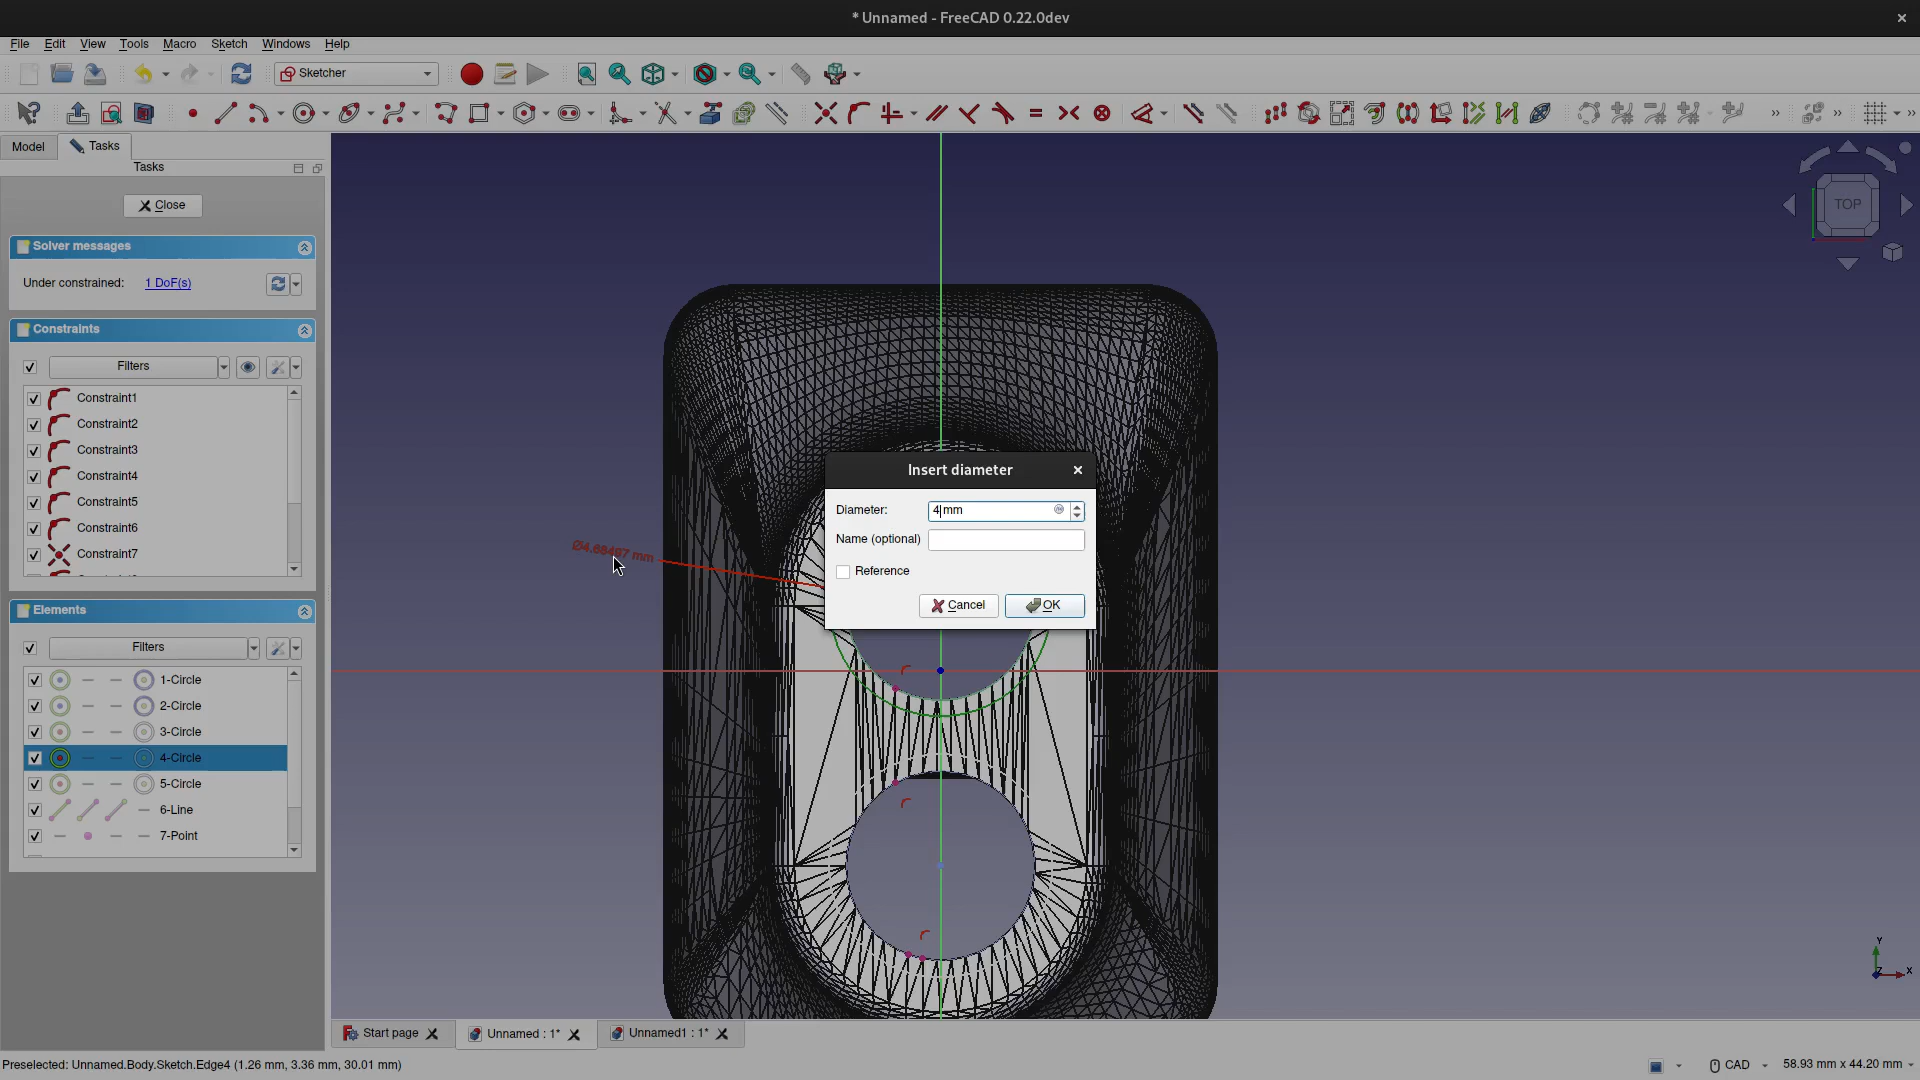 * Unnamed - FreeCAD 0.22.0dev
File Edit View Tools Macro Sketch Windows Help
Sketcher
Model Tasks
Tasks
Close
Solver messages
Under constrained: 1 DoF(s)
Constraints
Filters
Constraint1
Constraint2
Constraint3
Constraint4
Constraint5
Constraint6
Constraint7
Elements
Filters
1-Circle
2-Circle
3-Circle
4-Circle
5-Circle
6-Line
7-Point
TOP
Insert diameter
Diameter: 4 mm
Name (optional)
Reference
Cancel OK
Y
Z X
Start page Unnamed : 1* Unnamed1 : 1*
Preselected: Unnamed.Body.Sketch.Edge4 (1.26 mm, 3.36 mm, 30.01 mm)
CAD 58.93 mm x 44.20 mm